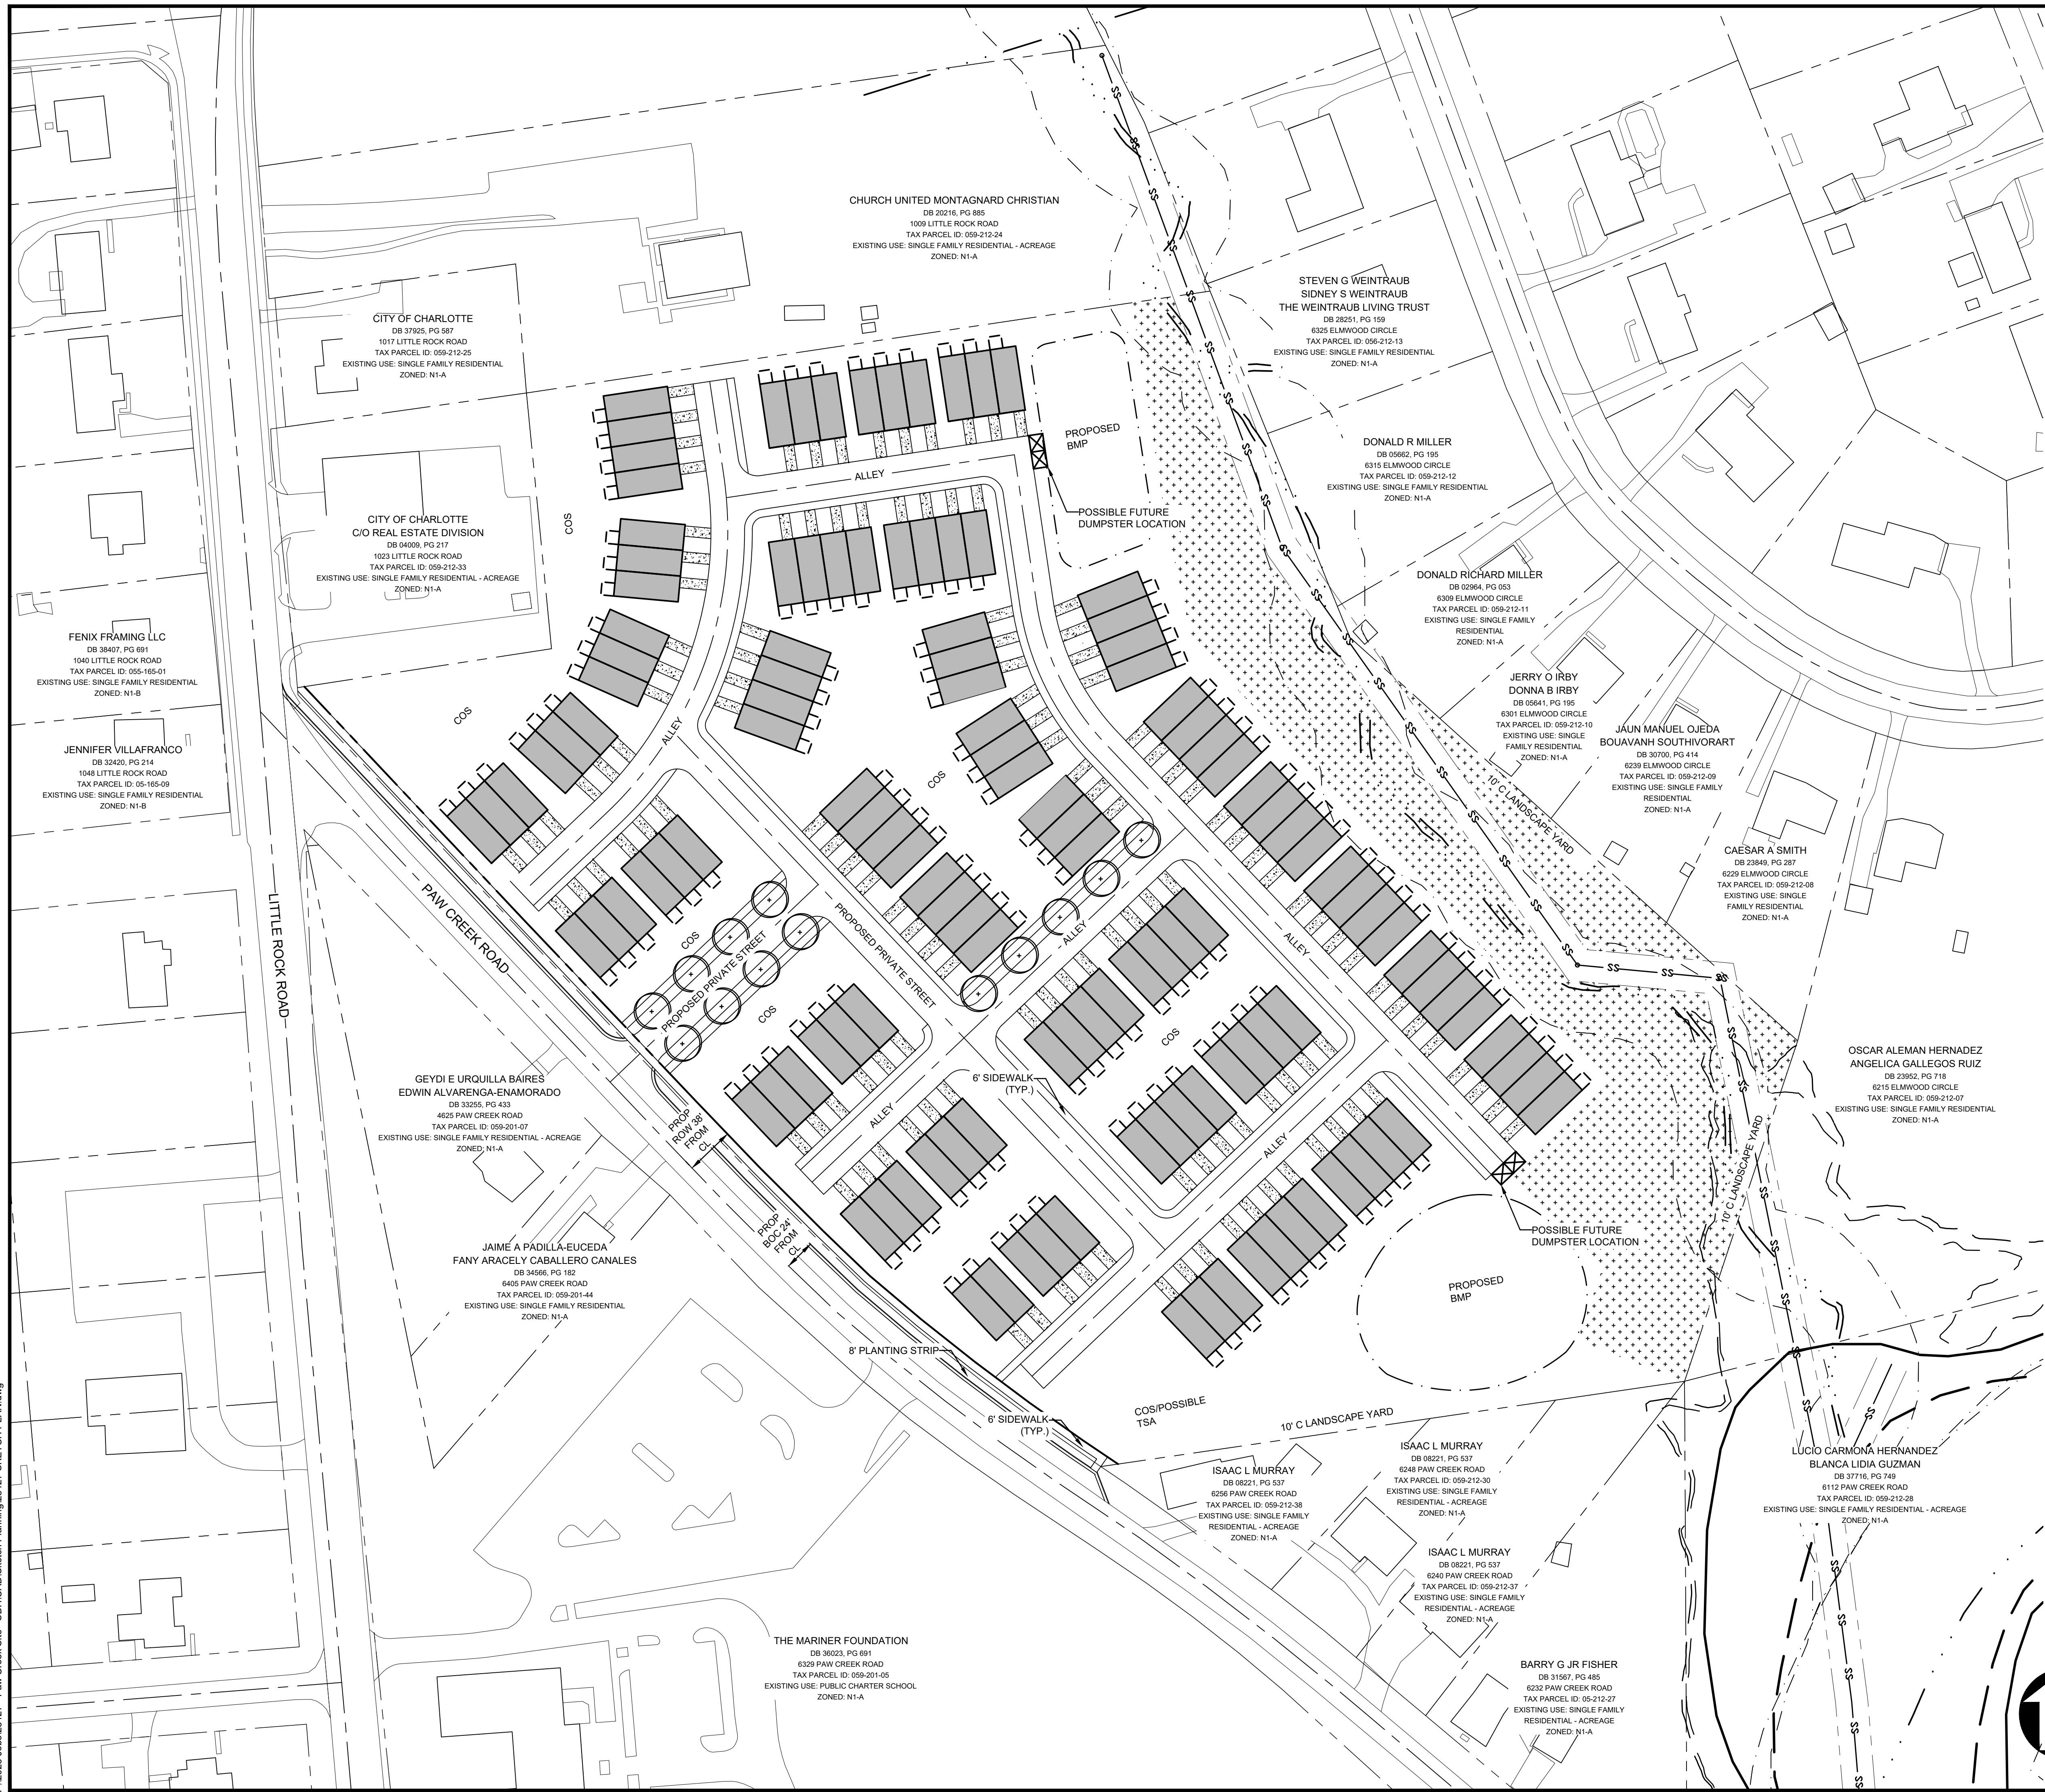 CHURCH UNITED MONTAGNARD CHRISTIAN
DB 20216, PG 885
1009 LITTLE ROCK ROAD
TAX PARCEL ID: 059-212-24
EXISTING USE: SINGLE FAMILY RESIDENTIAL - ACREAGE
ZONED: N1-A
STEVEN G WEINTRAUB
SIDNEY S WEINTRAUB
THE WEINTRAUB LIVING TRUST
DB 28251, PG 159
6325 ELMWOOD CIRCLE
TAX PARCEL ID: 056-212-13
EXISTING USE: SINGLE FAMILY RESIDENTIAL
ZONED: N1-A
CITY OF CHARLOTTE
DB 37925, PG 587
1017 LITTLE ROCK ROAD
TAX PARCEL ID: 059-212-25
EXISTING USE: SINGLE FAMILY RESIDENTIAL
ZONED: N1-A
PROPOSED
BMP
DONALD R MILLER
DB 05662, PG 195
6315 ELMWOOD CIRCLE
TAX PARCEL ID: 059-212-12
EXISTING USE: SINGLE FAMILY RESIDENTIAL
ZONED: N1-A
ALLEY
POSSIBLE FUTURE
DUMPSTER LOCATION
CITY OF CHARLOTTE
C/O REAL ESTATE DIVISION
DB 04009, PG 217
1023 LITTLE ROCK ROAD
TAX PARCEL ID: 059-212-33
EXISTING USE: SINGLE FAMILY RESIDENTIAL - ACREAGE
ZONED: N1-A
COS
DONALD RICHARD MILLER
DB 02964, PG 053
6309 ELMWOOD CIRCLE
TAX PARCEL ID: 059-212-11
EXISTING USE: SINGLE FAMILY
RESIDENTIAL
ZONED: N1-A
FENIX FRAMING LLC
DB 38407, PG 691
1040 LITTLE ROCK ROAD
TAX PARCEL ID: 055-165-01
EXISTING USE: SINGLE FAMILY RESIDENTIAL
ZONED: N1-B
JERRY O IRBY
DONNA B IRBY
DB 05641, PG 195
6301 ELMWOOD CIRCLE
TAX PARCEL ID: 059-212-10
EXISTING USE: SINGLE
FAMILY RESIDENTIAL
ZONED: N1-A
COS
ALLEY
JAUN MANUEL OJEDA
BOUAVANH SOUTHIVORART
DB 30700, PG 414
6239 ELMWOOD CIRCLE
TAX PARCEL ID: 059-212-09
EXISTING USE: SINGLE FAMILY
RESIDENTIAL
ZONED: N1-A
JENNIFER VILLAFRANCO
DB 32420, PG 214
1048 LITTLE ROCK ROAD
TAX PARCEL ID: 05-165-09
EXISTING USE: SINGLE FAMILY RESIDENTIAL
ZONED: N1-B
COS
10' C LANDSCAPE YARD
CAESAR A SMITH
DB 23849, PG 287
6229 ELMWOOD CIRCLE
TAX PARCEL ID: 059-212-08
EXISTING USE: SINGLE
FAMILY RESIDENTIAL
ZONED: N1-A
LITTLE ROCK ROAD
PAW CREEK ROAD
COS
PROPOSED PRIVATE STREET
PROPOSED PRIVATE STREET
ALLEY
ALLEY
COS
COS
OSCAR ALEMAN HERNADEZ
ANGELICA GALLEGOS RUIZ
DB 23952, PG 718
6215 ELMWOOD CIRCLE
TAX PARCEL ID: 059-212-07
EXISTING USE: SINGLE FAMILY RESIDENTIAL
ZONED: N1-A
GEYDI E URQUILLA BAIRES
EDWIN ALVARENGA-ENAMORADO
DB 33255, PG 433
4625 PAW CREEK ROAD
TAX PARCEL ID: 059-201-07
EXISTING USE: SINGLE FAMILY RESIDENTIAL - ACREAGE
ZONED: N1-A
6' SIDEWALK
(TYP.)
PROP
ROW 38'
FROM
CL
ALLEY
ALLEY
10' C LANDSCAPE YARD
PROP
BOC 24'
FROM
CL
POSSIBLE FUTURE
DUMPSTER LOCATION
JAIME A PADILLA-EUCEDA
FANY ARACELY CABALLERO CANALES
DB 34566, PG 182
6405 PAW CREEK ROAD
TAX PARCEL ID: 059-201-44
EXISTING USE: SINGLE FAMILY RESIDENTIAL
ZONED: N1-A
PROPOSED
BMP
8' PLANTING STRIP
COS/POSSIBLE
TSA
6' SIDEWALK
(TYP.)
10' C LANDSCAPE YARD
ISAAC L MURRAY
DB 08221, PG 537
6256 PAW CREEK ROAD
TAX PARCEL ID: 059-212-38
EXISTING USE: SINGLE FAMILY
RESIDENTIAL - ACREAGE
ZONED: N1-A
ISAAC L MURRAY
DB 08221, PG 537
6248 PAW CREEK ROAD
TAX PARCEL ID: 059-212-30
EXISTING USE: SINGLE FAMILY
RESIDENTIAL - ACREAGE
ZONED: N1-A
LUCIO CARMONA HERNANDEZ
BLANCA LIDIA GUZMAN
DB 37716, PG 749
6112 PAW CREEK ROAD
TAX PARCEL ID: 059-212-28
EXISTING USE: SINGLE FAMILY RESIDENTIAL - ACREAGE
ZONED: N1-A
ISAAC L MURRAY
DB 08221, PG 537
6240 PAW CREEK ROAD
TAX PARCEL ID: 059-212-37
EXISTING USE: SINGLE FAMILY
RESIDENTIAL - ACREAGE
ZONED: N1-A
THE MARINER FOUNDATION
DB 36023, PG 691
6329 PAW CREEK ROAD
TAX PARCEL ID: 059-201-05
EXISTING USE: PUBLIC CHARTER SCHOOL
ZONED: N1-A
BARRY G JR FISHER
DB 31567, PG 485
6232 PAW CREEK ROAD
TAX PARCEL ID: 05-212-27
EXISTING USE: SINGLE FAMILY
RESIDENTIAL - ACREAGE
ZONED: N1-A